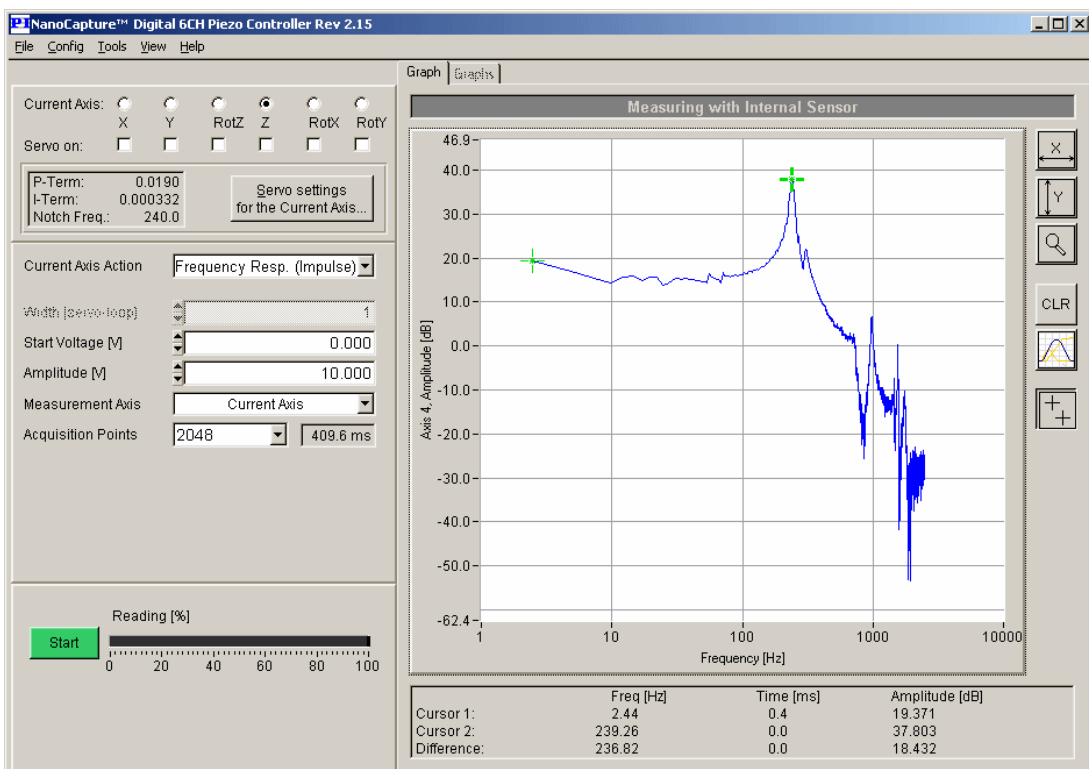 PI NanoCapture™ Digital 6CH Piezo Controller Rev 2.15
File Config Tools View Help
Current Axis:
X Y RotZ Z RotX RotY
Servo on:
P-Term: 0.0190
I-Term: 0.000332
Notch Freq.: 240.0
Servo settings
for the Current Axis...
Current Axis Action Frequency Resp. (Impulse)
Width [servo-loop] 1
Start Voltage [V] 0.000
Amplitude [V] 10.000
Measurement Axis Current Axis
Acquisition Points 2048 409.6 ms
Reading [%]
Start
0 20 40 60 80 100
Graph Graphs
Measuring with Internal Sensor
46.9
40.0
30.0
20.0
10.0
0.0
-10.0
-20.0
-30.0
-40.0
-50.0
-62.4
Axis 4, Amplitude [dB]
1 10 100 1000 10000
Frequency [Hz]
X
Y
CLR
Freq [Hz] Time [ms] Amplitude [dB]
Cursor 1: 2.44 0.4 19.371
Cursor 2: 239.26 0.0 37.803
Difference: 236.82 0.0 18.432